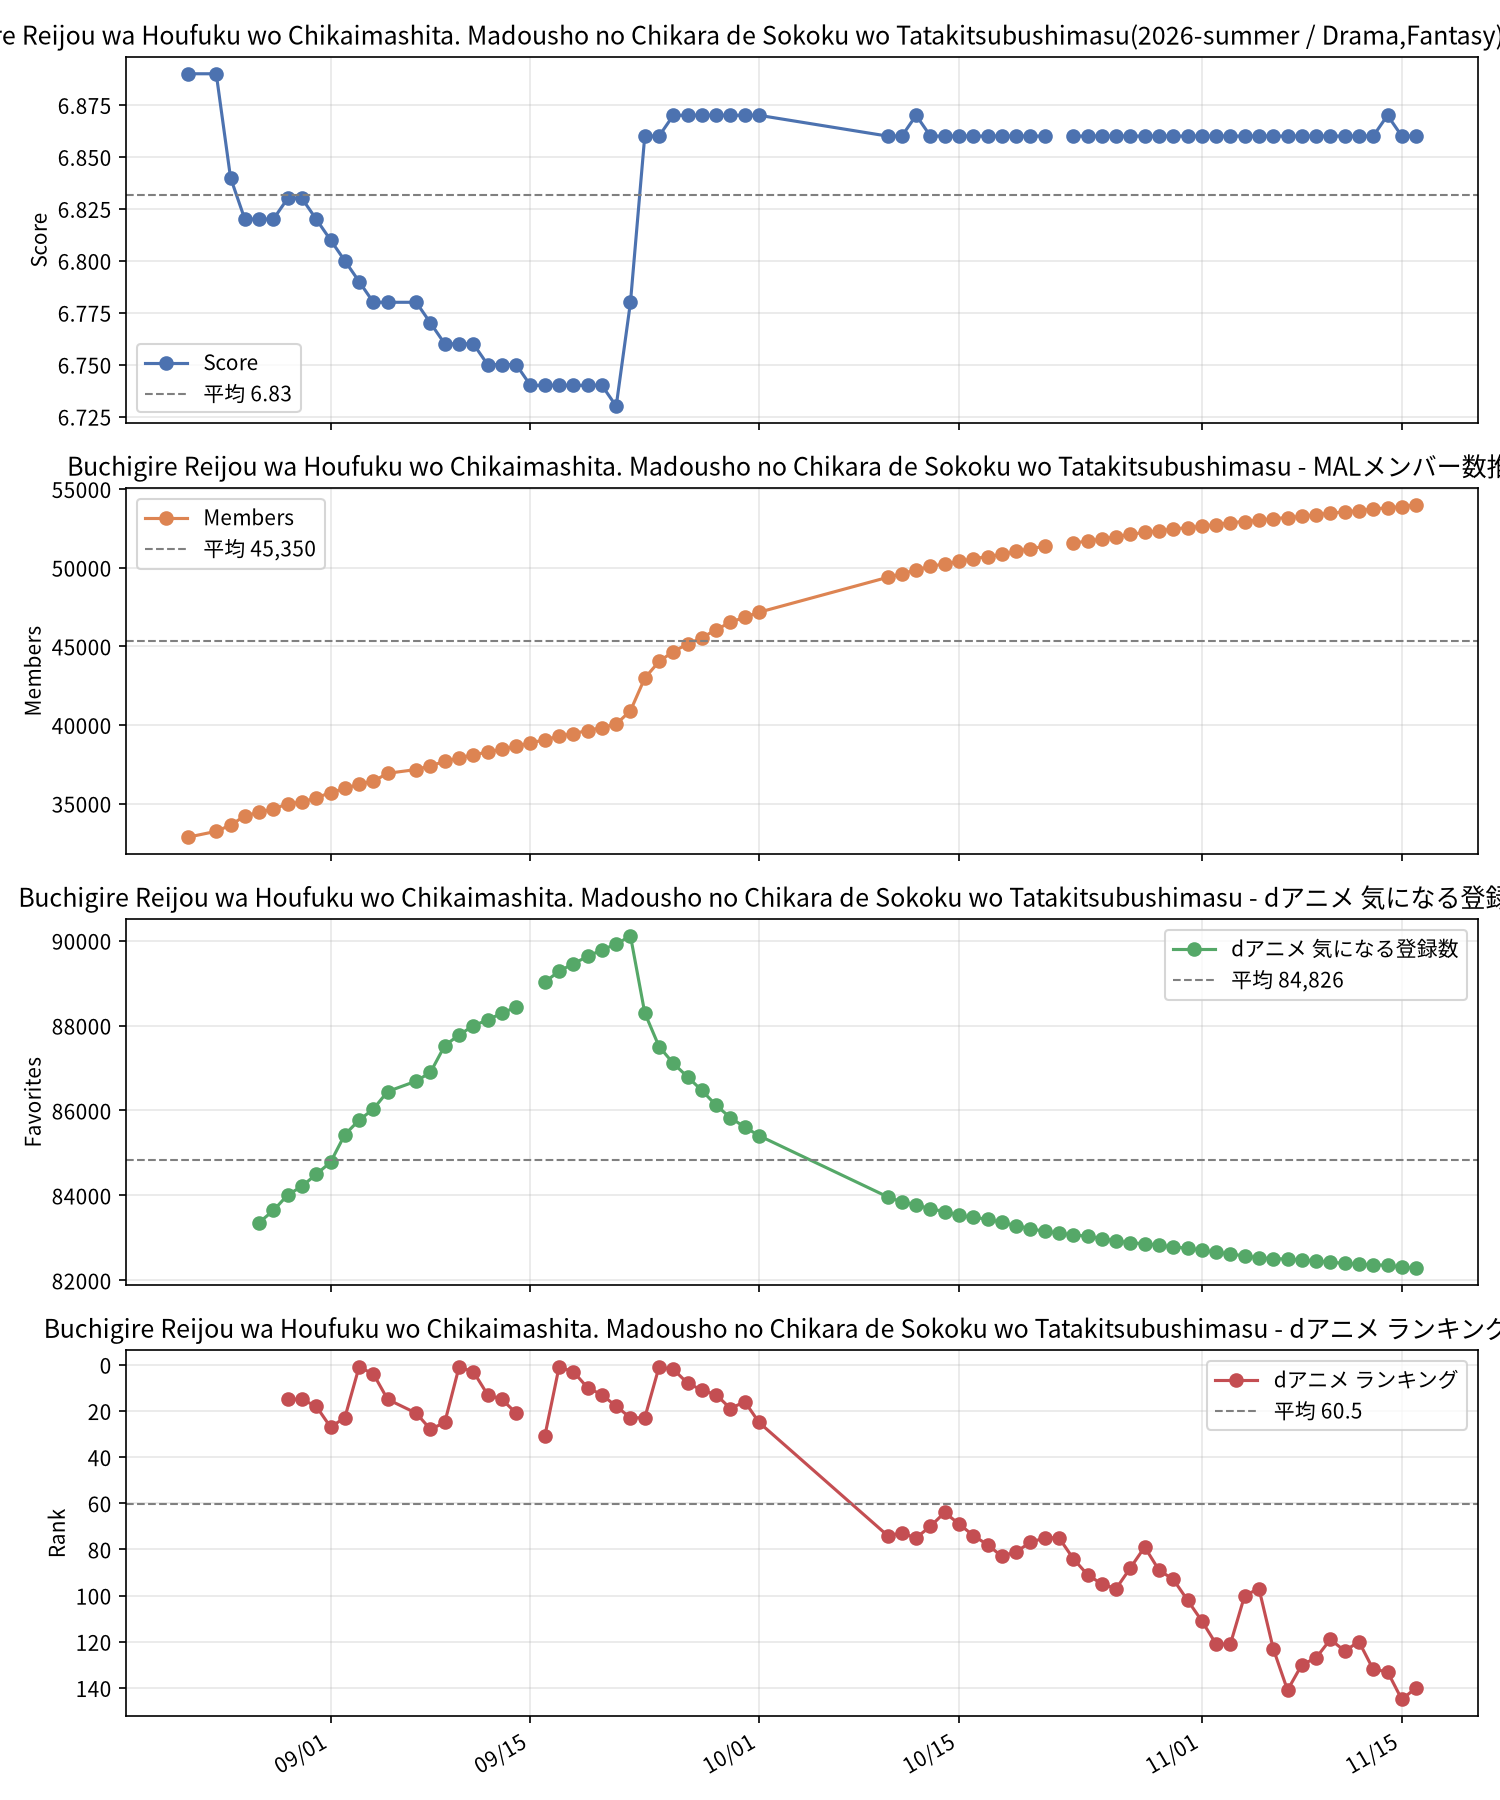 re Reijou wa Houfuku wo Chikaimashita. Madousho no Chikara de Sokoku wo Tatakitsubushimasu(2026-summer / Drama,Fantasy)
6.875
6.850
6.825
6.800
6.775
6.750
6.725
Score
Score
平均 6.83
Buchigire Reijou wa Houfuku wo Chikaimashita. Madousho no Chikara de Sokoku wo Tatakitsubushimasu - MALメンバー数推
55000
50000
45000
40000
35000
Members
Members
平均 45,350
Buchigire Reijou wa Houfuku wo Chikaimashita. Madousho no Chikara de Sokoku wo Tatakitsubushimasu - dアニメ 気になる登録
90000
88000
86000
84000
82000
Favorites
dアニメ 気になる登録数
平均 84,826
Buchigire Reijou wa Houfuku wo Chikaimashita. Madousho no Chikara de Sokoku wo Tatakitsubushimasu - dアニメ ランキング
0
20
40
60
80
100
120
140
Rank
dアニメ ランキング
平均 60.5
09/01
09/15
10/01
10/15
11/01
11/15